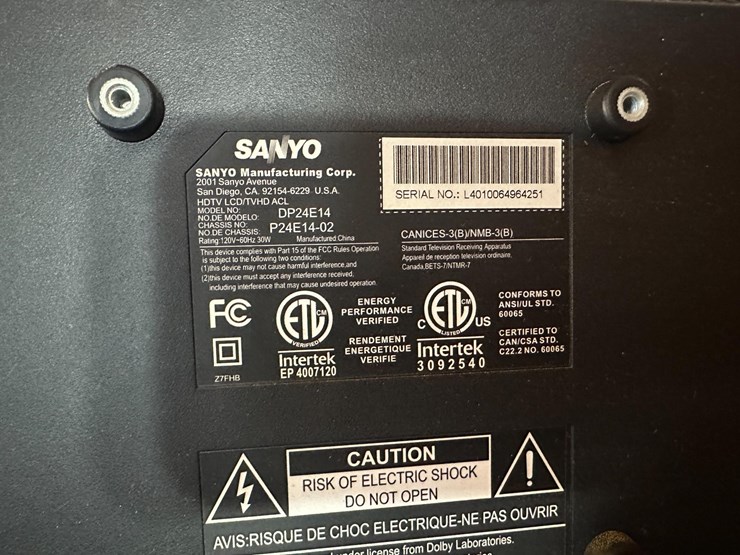 SANYO
SANYO Manufacturing Corp.
2001 Sanyo Avenue
San Diego, CA. 92154-6229 U.S.A.
HDTV LCD/TVHD ACL
MODEL NO:
NO.DE MODELO: DP24E14
CHASSIS NO:
NO.DE CHASSIS: P24E14-02
Rating:120V~60Hz 30W Manufactured:China
This device complies with Part 15 of the FCC Rules Operation
is subject to the following two conditions:
(1)this device may not cause harmful interference,and
(2)this device must accept any interference received,
including interference that may cause undesired operation.
SERIAL NO.: L4010064964251
CANICES-3(B)/NMB-3(B)
Standard Television Receiving Apparatus
Appareil de reception television ordinaire,
Canada,BETS-7/NTMR-7
FC
Z7FHB
ETL CM
VERIFIED
Intertek
EP 4007120
ENERGY
PERFORMANCE
VERIFIED
RENDEMENT
ENERGETIQUE
VERIFIE
C ETL CM US
LISTED
Intertek
3092540
CONFORMS TO
ANSI/UL STD.
60065
CERTIFIED TO
CAN/CSA STD.
C22.2 NO. 60065
CAUTION
RISK OF ELECTRIC SHOCK
DO NOT OPEN
AVIS:RISQUE DE CHOC ELECTRIQUE-NE PAS OUVRIR
under license from Dolby Laboratories.